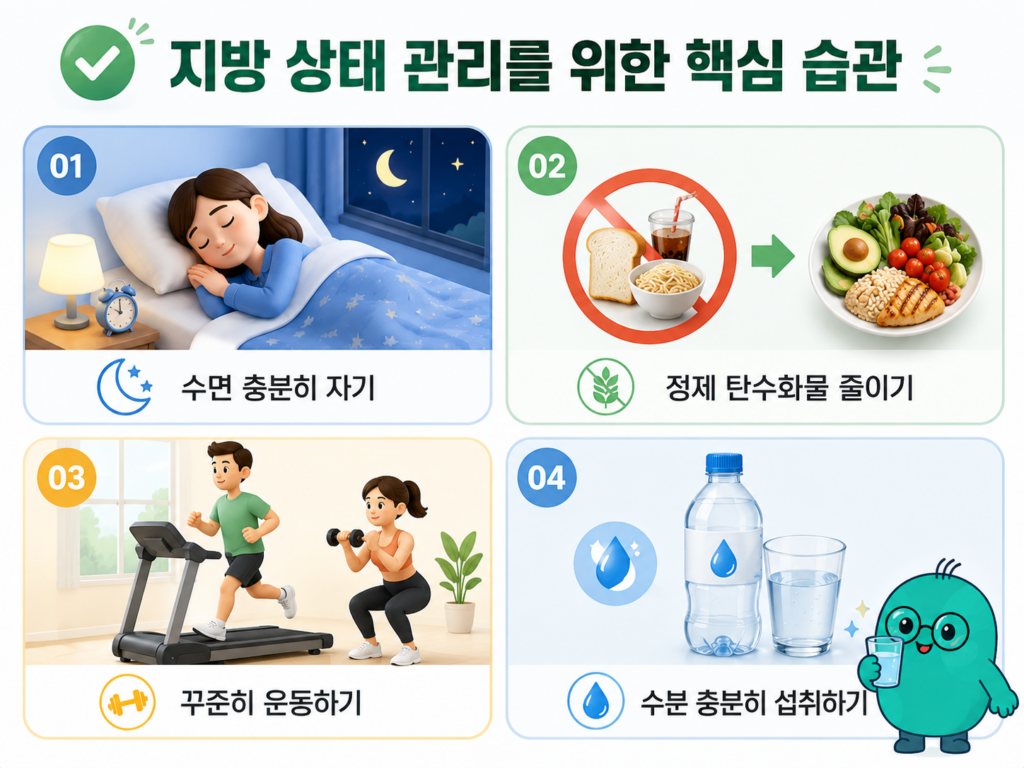 지방 상태 관리를 위한 핵심 습관
01
수면 충분히 자기
02
정제 탄수화물 줄이기
03
꾸준히 운동하기
04
수분 충분히 섭취하기